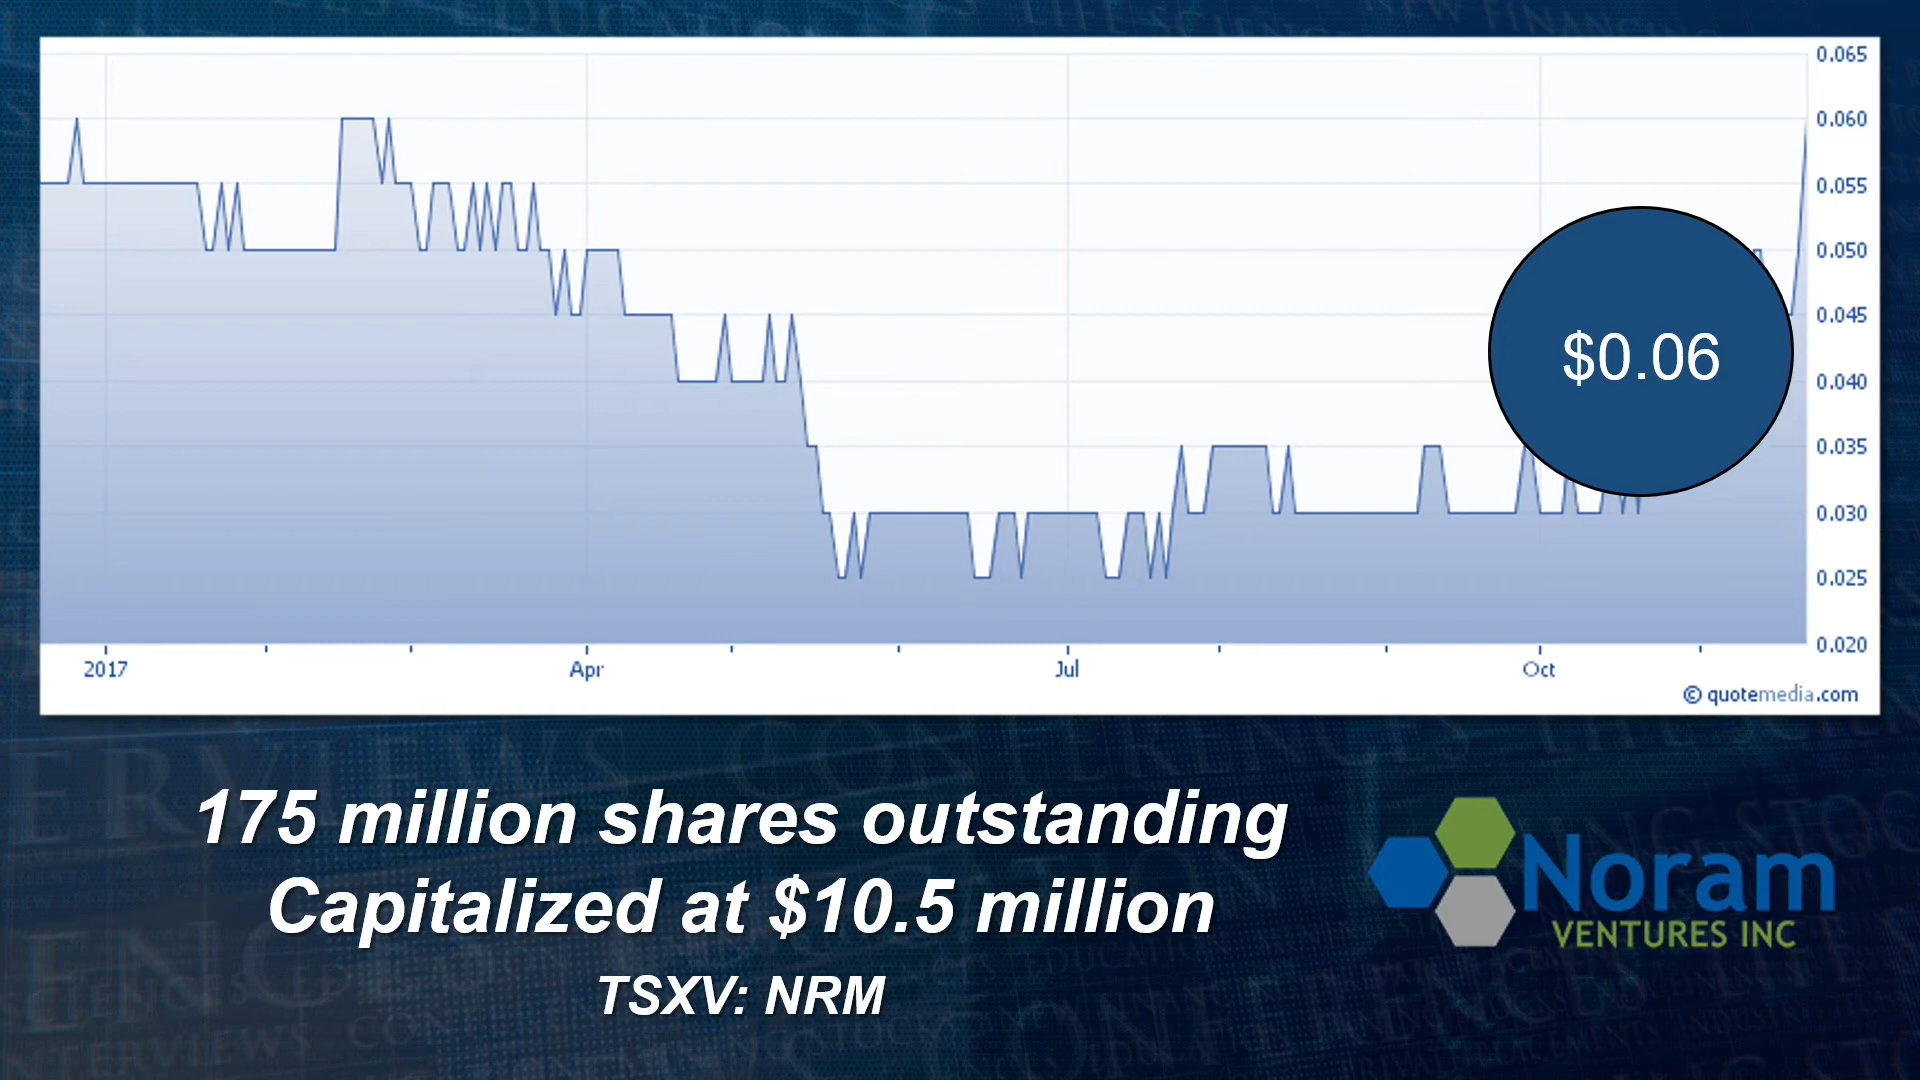 0.065
0.060
0.055
0.050
0.045
0.040
0.035
0.030
0.025
0.020
$0.06
2017 Apr Jul Oct
© quotemedia.com
175 million shares outstanding
Capitalized at $10.5 million
TSXV: NRM
Noram
VENTURES INC